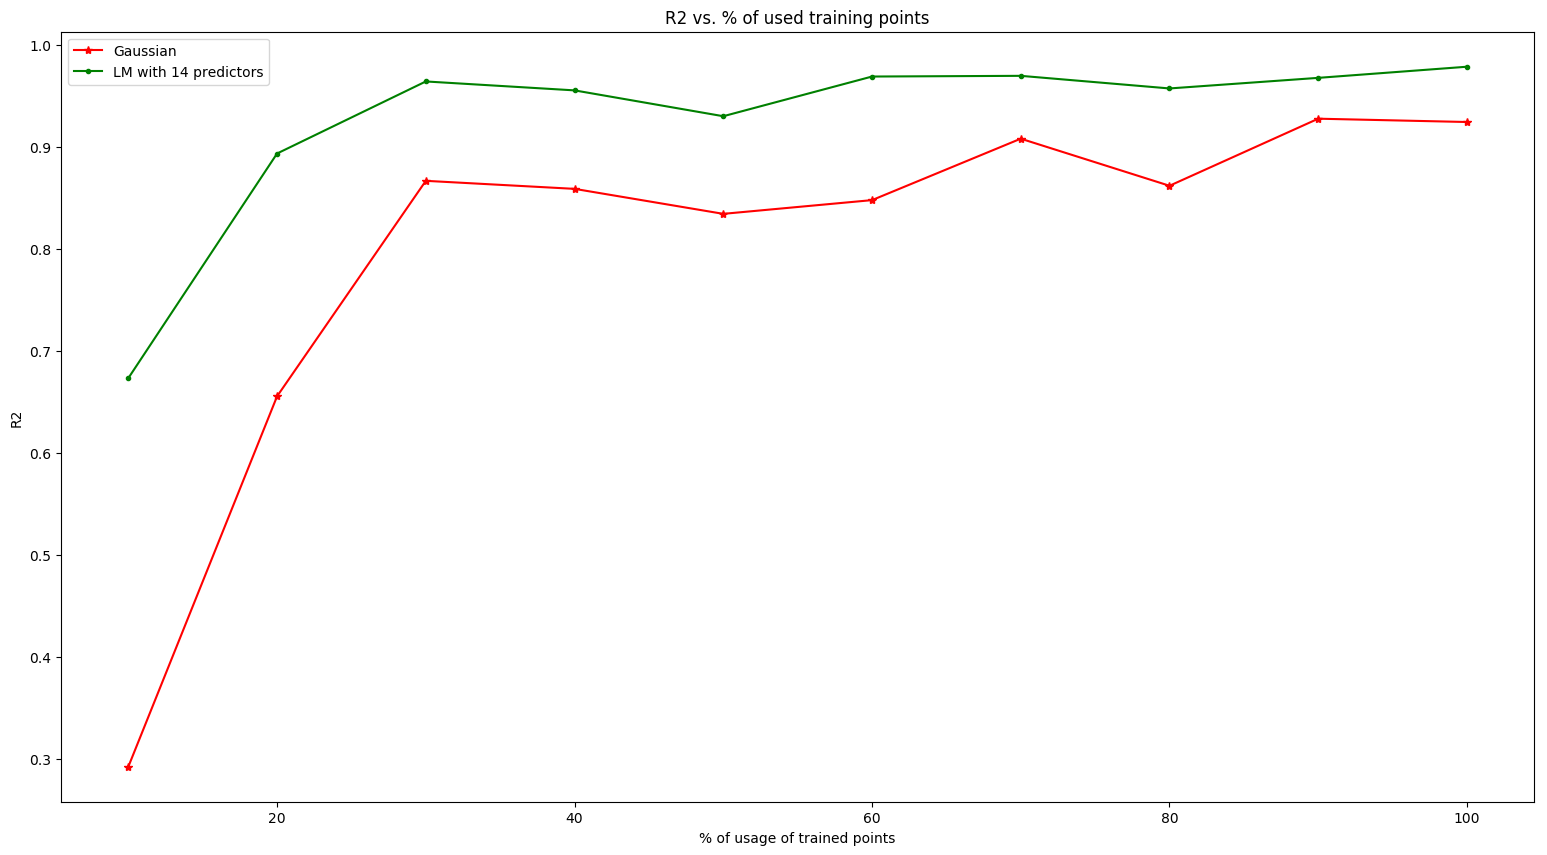 R2 vs. % of used training points
Gaussian
LM with 14 predictors
1.0
0.9
0.8
0.7
0.6
0.5
0.4
0.3
R2
20 40 60 80 100
% of usage of trained points